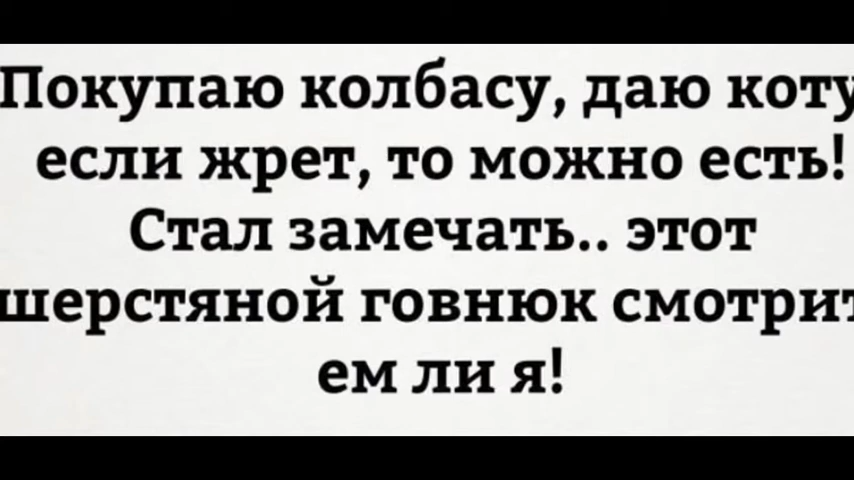 Покупаю колбасу, даю коту
если жрет, то можно есть!
Стал замечать.. этот
шерстяной говнюк смотрит
ем ли я!